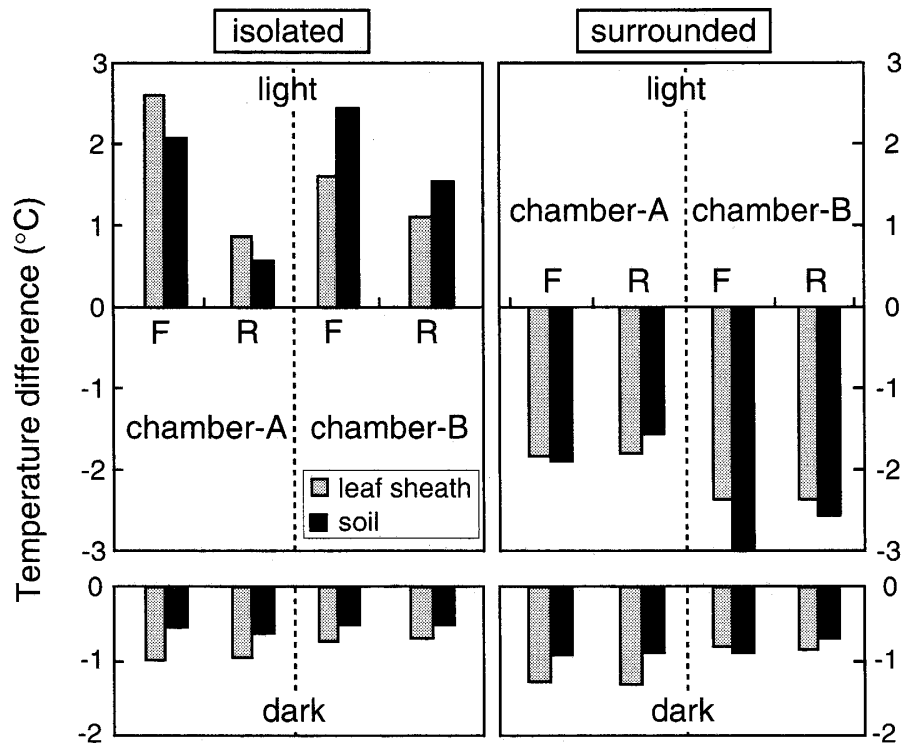 isolated
surrounded
3
light
light
3
2
2
1
chamber-A
chamber-B
1
F
R
F
R
0
0
F
R
F
R
-1
-1
chamber-A
chamber-B
-2
leaf sheath
-2
soil
-3
-3
Temperature difference (°C)
0
0
-1
-1
dark
dark
-2
-2